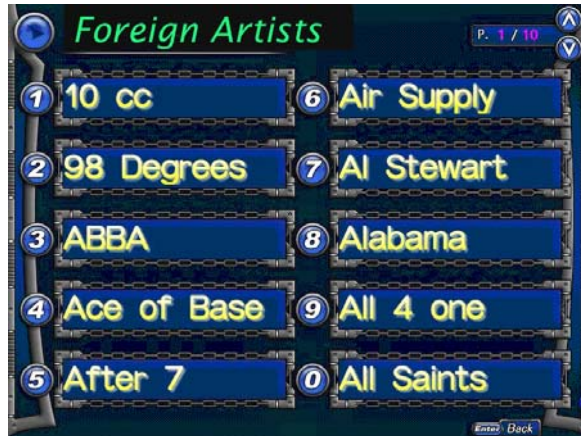 Foreign Artists
P. 1 / 10
1 10 cc
2 98 Degrees
3 ABBA
4 Ace of Base
5 After 7
6 Air Supply
7 Al Stewart
8 Alabama
9 All 4 one
0 All Saints
Enter Back